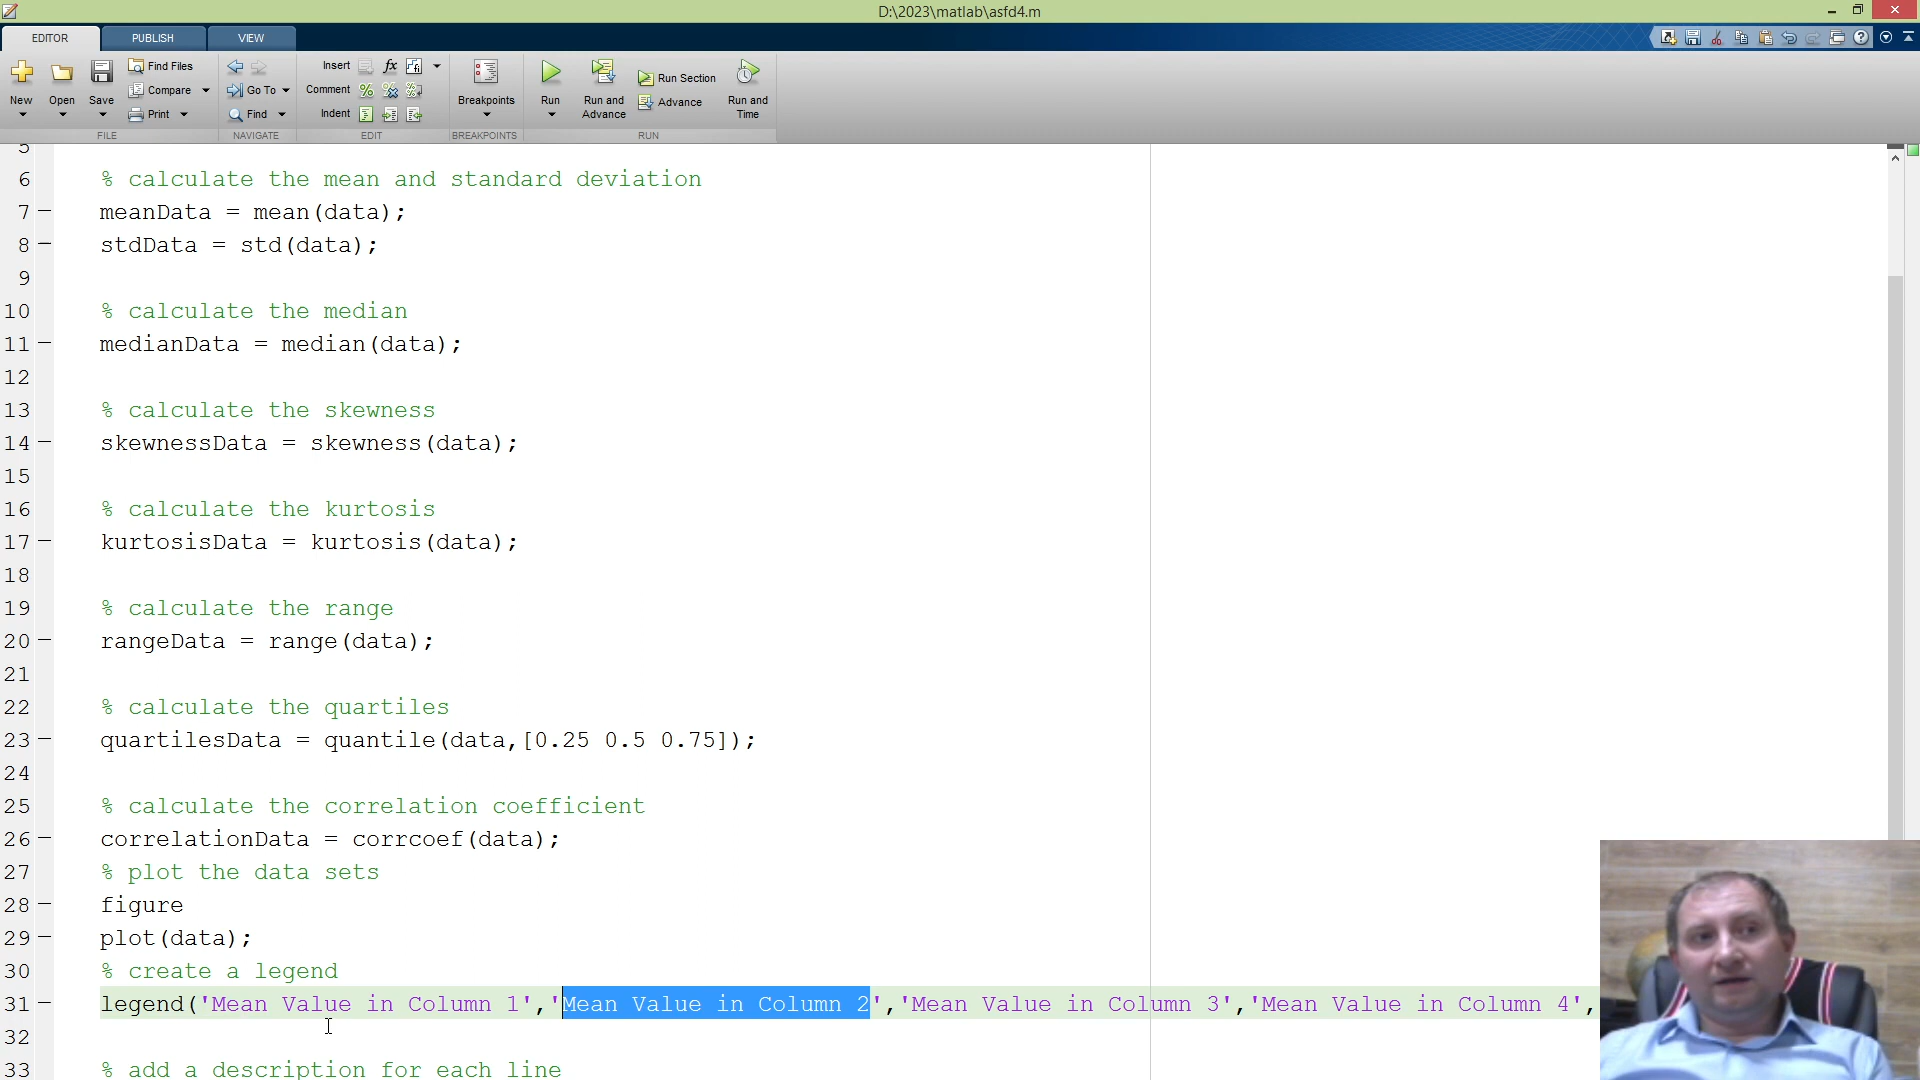 D:\2023\matlab\asfd4.m
EDITOR PUBLISH VIEW
Find Files Insert fx
New Open Save Compare Go To Comment Breakpoints Run Run and Advance Run Section Advance Run and Time
Print Find Indent
FILE NAVIGATE EDIT BREAKPOINTS RUN
5
6 % calculate the mean and standard deviation
7 – meanData = mean(data);
8 – stdData = std(data);
9
10 % calculate the median
11 – medianData = median(data);
12
13 % calculate the skewness
14 – skewnessData = skewness(data);
15
16 % calculate the kurtosis
17 – kurtosisData = kurtosis(data);
18
19 % calculate the range
20 – rangeData = range(data);
21
22 % calculate the quartiles
23 – quartilesData = quantile(data,[0.25 0.5 0.75]);
24
25 % calculate the correlation coefficient
26 – correlationData = corrcoef(data);
27 % plot the data sets
28 – figure
29 – plot(data);
30 % create a legend
31 – legend('Mean Value in Column 1','Mean Value in Column 2','Mean Value in Column 3','Mean Value in Column 4',
32
33 % add a description for each line